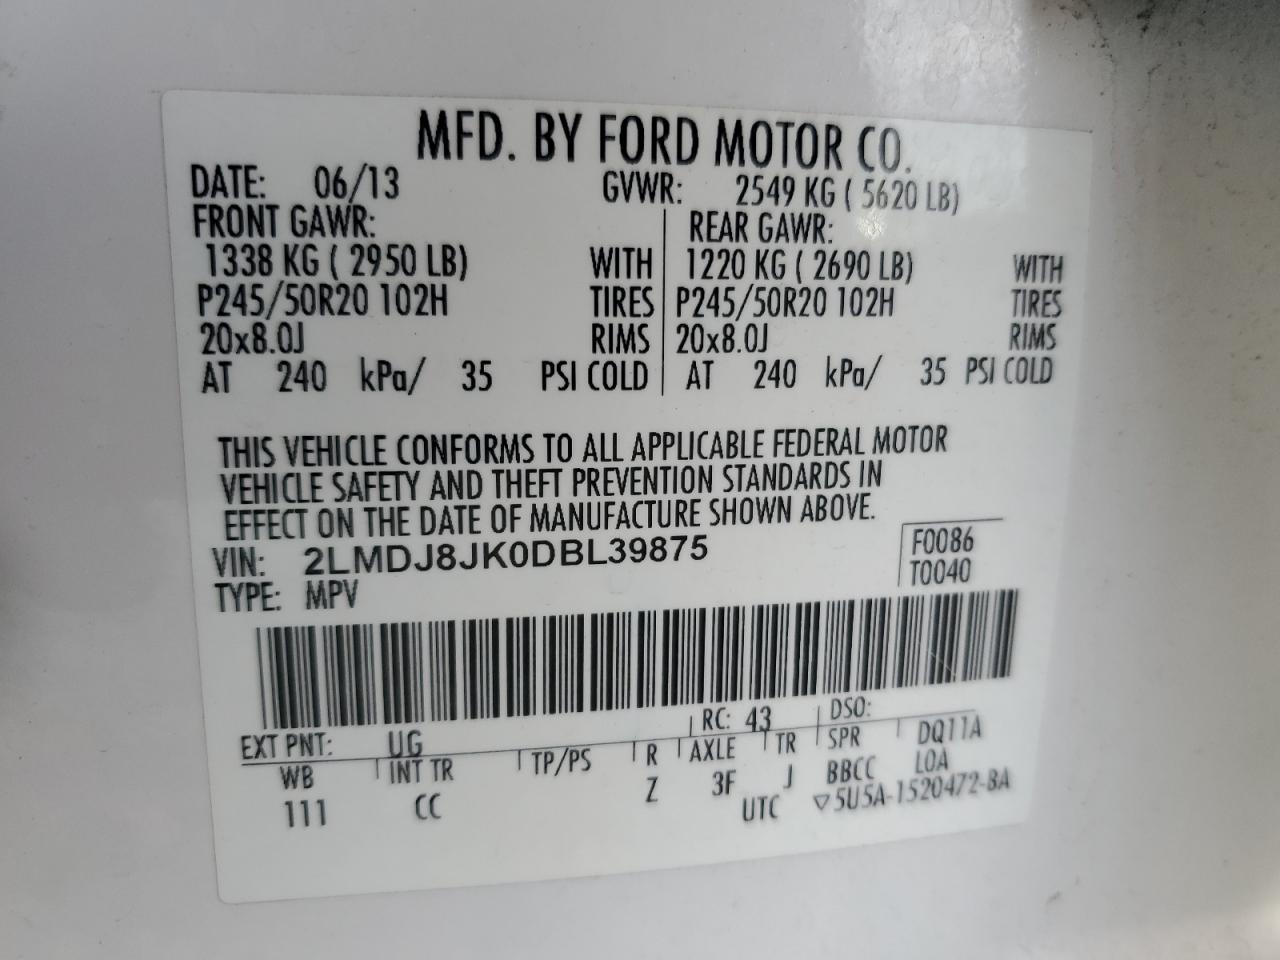 MFD. BY FORD MOTOR CO.
DATE: 06/13 GVWR: 2549 KG ( 5620 LB)
FRONT GAWR: REAR GAWR:
1338 KG ( 2950 LB) WITH 1220 KG ( 2690 LB) WITH
P245/50R20 102H TIRES P245/50R20 102H TIRES
20x8.0J RIMS 20x8.0J RIMS
AT 240 kPa/ 35 PSI COLD AT 240 kPa/ 35 PSI COLD
THIS VEHICLE CONFORMS TO ALL APPLICABLE FEDERAL MOTOR
VEHICLE SAFETY AND THEFT PREVENTION STANDARDS IN
EFFECT ON THE DATE OF MANUFACTURE SHOWN ABOVE.
VIN: 2LMDJ8JK0DBL39875 F0086
TYPE: MPV T0040
EXT PNT: UG RC: 43 DSO:
WB INT TR TP/PS R AXLE TR SPR DQ11A
111 CC Z 3F J BBCC LOA
UTC ▽5U5A-1520472-BA